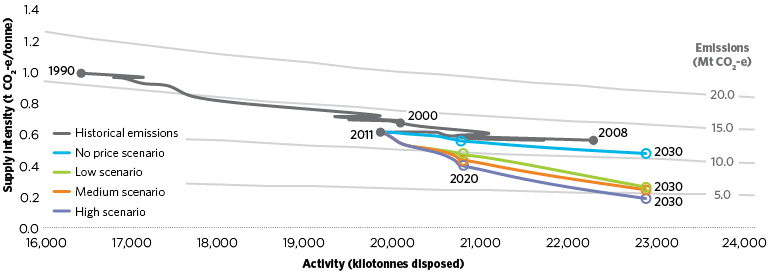 1.4
1.2
1.0
0.8
0.6
0.4
0.2
0.0
Supply Intensity (t CO2-e/tonne)
Emissions
(Mt CO2-e)
20.0
15.0
10.0
5.0
1990
2000
2011
2008
2020
2030
2030
2030
Historical emissions
No price scenario
Low scenario
Medium scenario
High scenario
16,000 17,000 18,000 19,000 20,000 21,000 22,000 23,000 24,000
Activity (kilotonnes disposed)